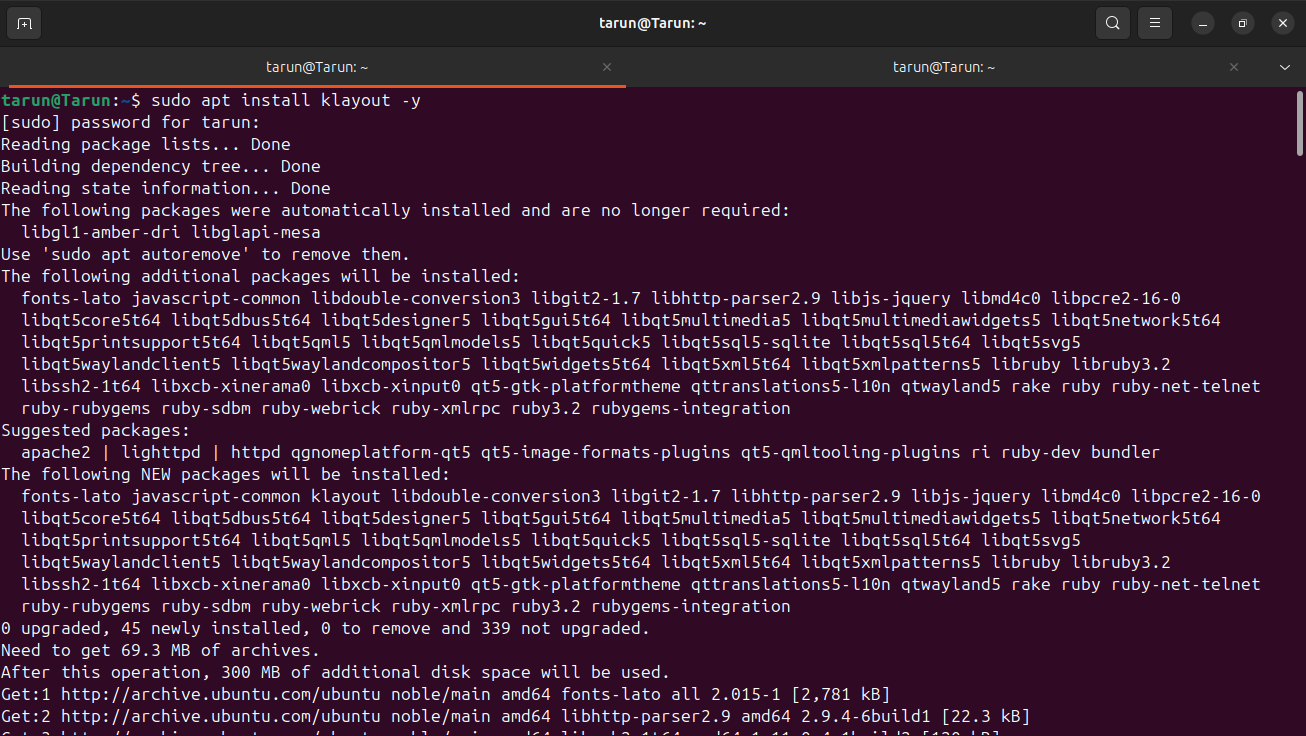 tarun@Tarun: ~
tarun@Tarun: ~
tarun@Tarun: ~
tarun@Tarun:~$ sudo apt install klayout -y
[sudo] password for tarun:
Reading package lists... Done
Building dependency tree... Done
Reading state information... Done
The following packages were automatically installed and are no longer required:
  libgl1-amber-dri libglapi-mesa
Use 'sudo apt autoremove' to remove them.
The following additional packages will be installed:
  fonts-lato javascript-common libdouble-conversion3 libgit2-1.7 libhttp-parser2.9 libjs-jquery libmd4c0 libpcre2-16-0
  libqt5core5t64 libqt5dbus5t64 libqt5designer5 libqt5gui5t64 libqt5multimedia5 libqt5multimediawidgets5 libqt5network5t64
  libqt5printsupport5t64 libqt5qml5 libqt5qmlmodels5 libqt5quick5 libqt5sql5-sqlite libqt5sql5t64 libqt5svg5
  libqt5waylandclient5 libqt5waylandcompositor5 libqt5widgets5t64 libqt5xml5t64 libqt5xmlpatterns5 libruby libruby3.2
  libssh2-1t64 libxcb-xinerama0 libxcb-xinput0 qt5-gtk-platformtheme qttranslations5-l10n qtwayland5 rake ruby ruby-net-telnet
  ruby-rubygems ruby-sdbm ruby-webrick ruby-xmlrpc ruby3.2 rubygems-integration
Suggested packages:
  apache2 | lighttpd | httpd qgnomeplatform-qt5 qt5-image-formats-plugins qt5-qmltooling-plugins ri ruby-dev bundler
The following NEW packages will be installed:
  fonts-lato javascript-common klayout libdouble-conversion3 libgit2-1.7 libhttp-parser2.9 libjs-jquery libmd4c0 libpcre2-16-0
  libqt5core5t64 libqt5dbus5t64 libqt5designer5 libqt5gui5t64 libqt5multimedia5 libqt5multimediawidgets5 libqt5network5t64
  libqt5printsupport5t64 libqt5qml5 libqt5qmlmodels5 libqt5quick5 libqt5sql5-sqlite libqt5sql5t64 libqt5svg5
  libqt5waylandclient5 libqt5waylandcompositor5 libqt5widgets5t64 libqt5xml5t64 libqt5xmlpatterns5 libruby libruby3.2
  libssh2-1t64 libxcb-xinerama0 libxcb-xinput0 qt5-gtk-platformtheme qttranslations5-l10n qtwayland5 rake ruby ruby-net-telnet
  ruby-rubygems ruby-sdbm ruby-webrick ruby-xmlrpc ruby3.2 rubygems-integration
0 upgraded, 45 newly installed, 0 to remove and 339 not upgraded.
Need to get 69.3 MB of archives.
After this operation, 300 MB of additional disk space will be used.
Get:1 http://archive.ubuntu.com/ubuntu noble/main amd64 fonts-lato all 2.015-1 [2,781 kB]
Get:2 http://archive.ubuntu.com/ubuntu noble/main amd64 libhttp-parser2.9 amd64 2.9.4-6build1 [22.3 kB]